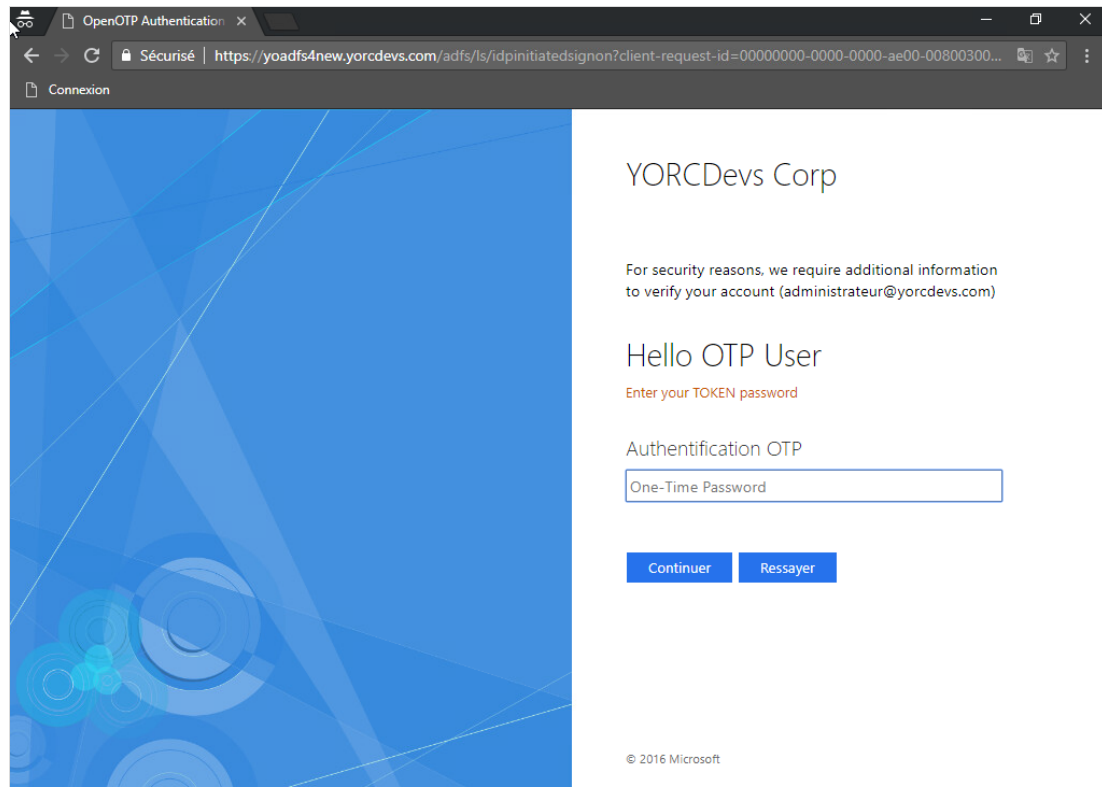 OpenOTP Authentication
Sécurisé | https://yoadfs4new.yorcdevs.com/adfs/ls/idpinitiatedsignon?client-request-id=00000000-0000-0000-ae00-00800300...
Connexion
YORCDevs Corp
For security reasons, we require additional information
to verify your account (administrateur@yorcdevs.com)
Hello OTP User
Enter your TOKEN password
Authentification OTP
One-Time Password
Continuer Ressayer
© 2016 Microsoft